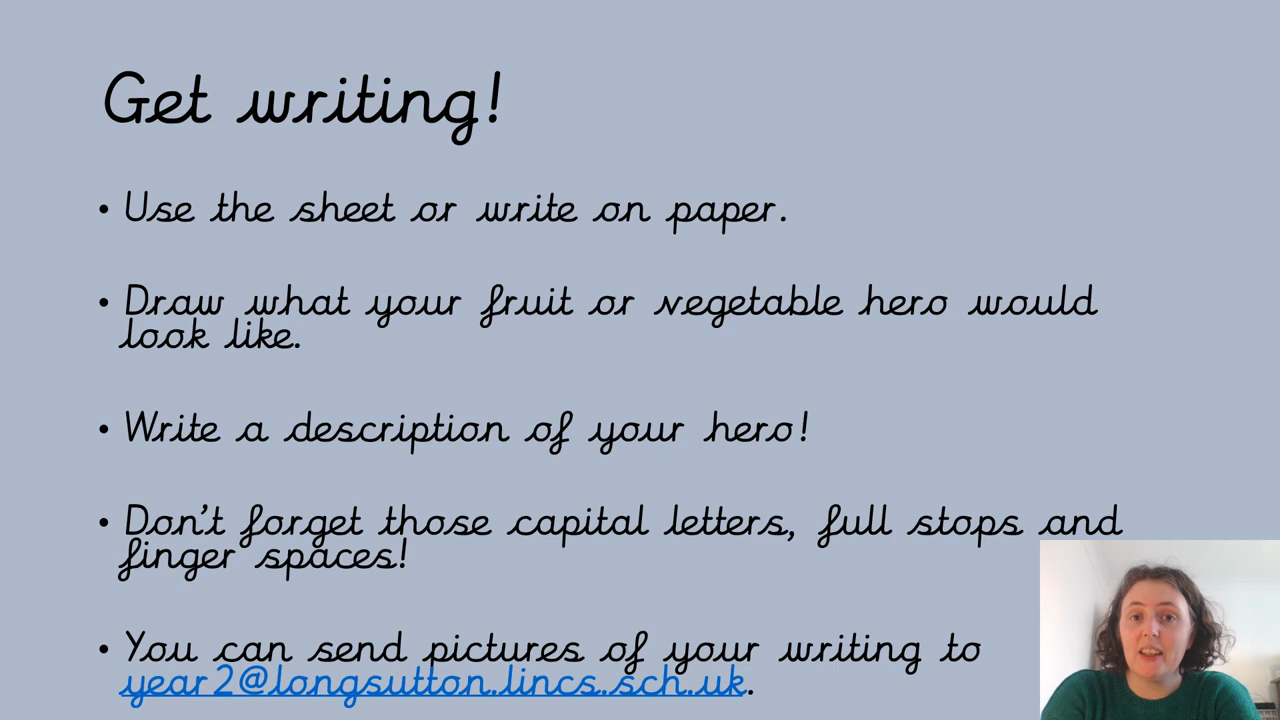 Get writing!
• Use the sheet or write on paper.
• Draw what your fruit or vegetable hero would
look like.
• Write a description of your hero!
• Don't forget those capital letters, full stops and
finger spaces!
• You can send pictures of your writing to
year2@longsutton.lincs.sch.uk.